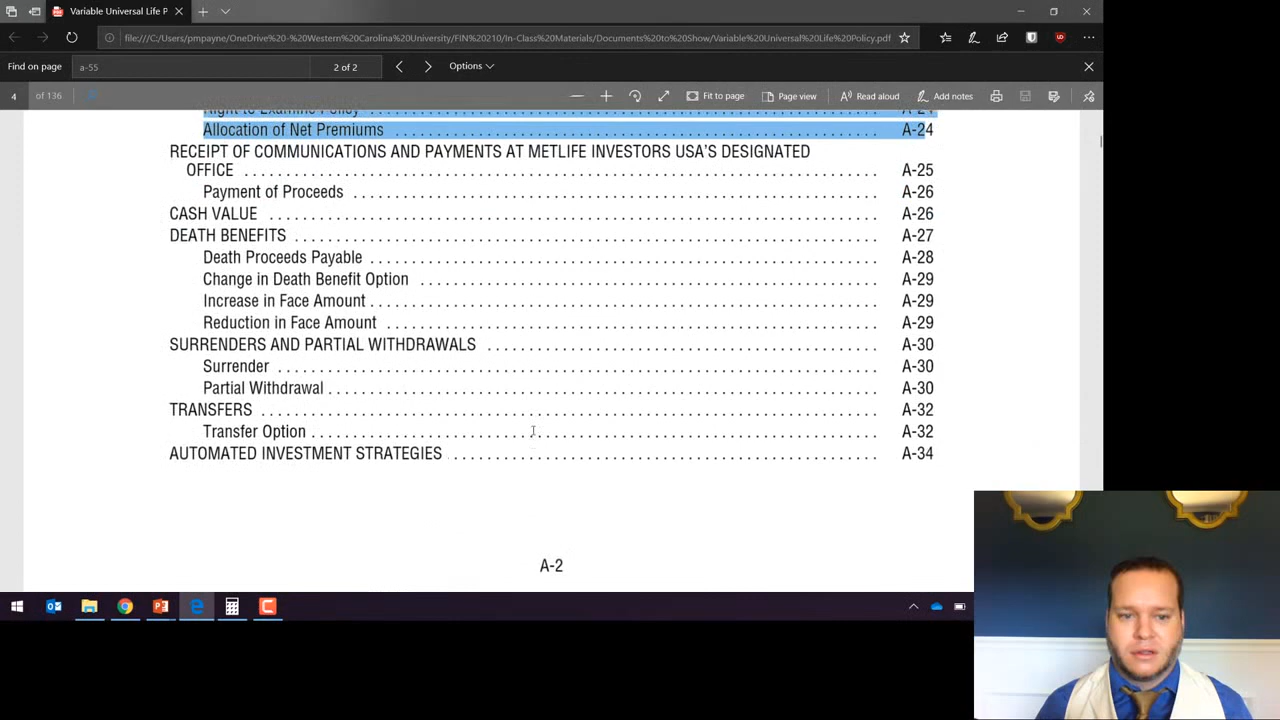 Variable Universal Life P
file:///C:/Users/pmpayne/OneDrive%20-%20Western%20Carolina%20University/FIN%20210/In-Class%20Materials/Documents%20to%20Show/Variable%20Universal%20Life%20Policy.pdf
Find on page a-55 2 of 2 Options
4 of 136 Fit to page Page view Read aloud Add notes
Right to Examine Policy A-24
Allocation of Net Premiums A-24
RECEIPT OF COMMUNICATIONS AND PAYMENTS AT METLIFE INVESTORS USA'S DESIGNATED
OFFICE A-25
Payment of Proceeds A-26
CASH VALUE A-26
DEATH BENEFITS A-27
Death Proceeds Payable A-28
Change in Death Benefit Option A-29
Increase in Face Amount A-29
Reduction in Face Amount A-29
SURRENDERS AND PARTIAL WITHDRAWALS A-30
Surrender A-30
Partial Withdrawal A-30
TRANSFERS A-32
Transfer Option A-32
AUTOMATED INVESTMENT STRATEGIES A-34
A-2